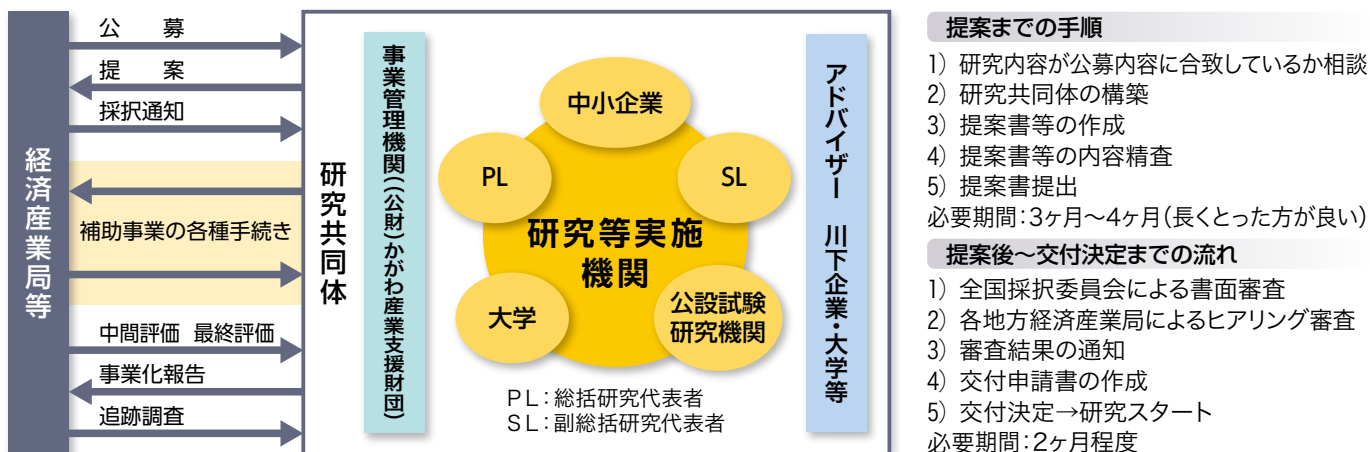 経済産業局等
公　募
提　案
採択通知
補助事業の各種手続き
中間評価 最終評価
事業化報告
追跡調査
研究共同体
事業管理機関((公財)かがわ産業支援財団)
中小企業
PL
SL
研究等実施
機関
大学
公設試験
研究機関
PL：総括研究代表者
SL：副総括研究代表者
アドバイザー　川下企業・大学等
提案までの手順
1）研究内容が公募内容に合致しているか相談
2）研究共同体の構築
3）提案書等の作成
4）提案書等の内容精査
5）提案書提出
必要期間：3ヶ月～4ヶ月（長くとった方が良い）
提案後～交付決定までの流れ
1）全国採択委員会による書面審査
2）各地方経済産業局によるヒアリング審査
3）審査結果の通知
4）交付申請書の作成
5）交付決定→研究スタート
必要期間：2ヶ月程度